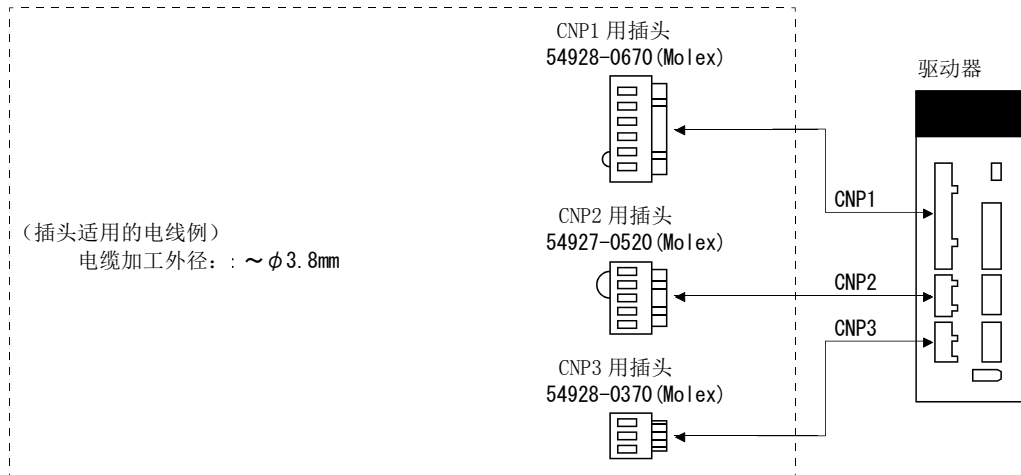 CNP1 用插头
54928-0670(Molex)
驱动器
CNP1
CNP2 用插头
54927-0520(Molex)
（插头适用的电线例）
电缆加工外径：: ～φ3.8mm
CNP2
CNP3
CNP3 用插头
54928-0370(Molex)